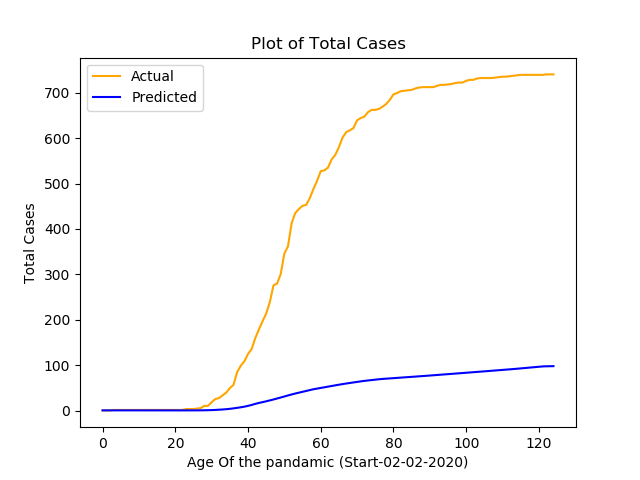 Plot of Total Cases
Actual
Predicted
Total Cases
700
600
500
400
300
200
100
0
0 20 40 60 80 100 120
Age Of the pandamic (Start-02-02-2020)